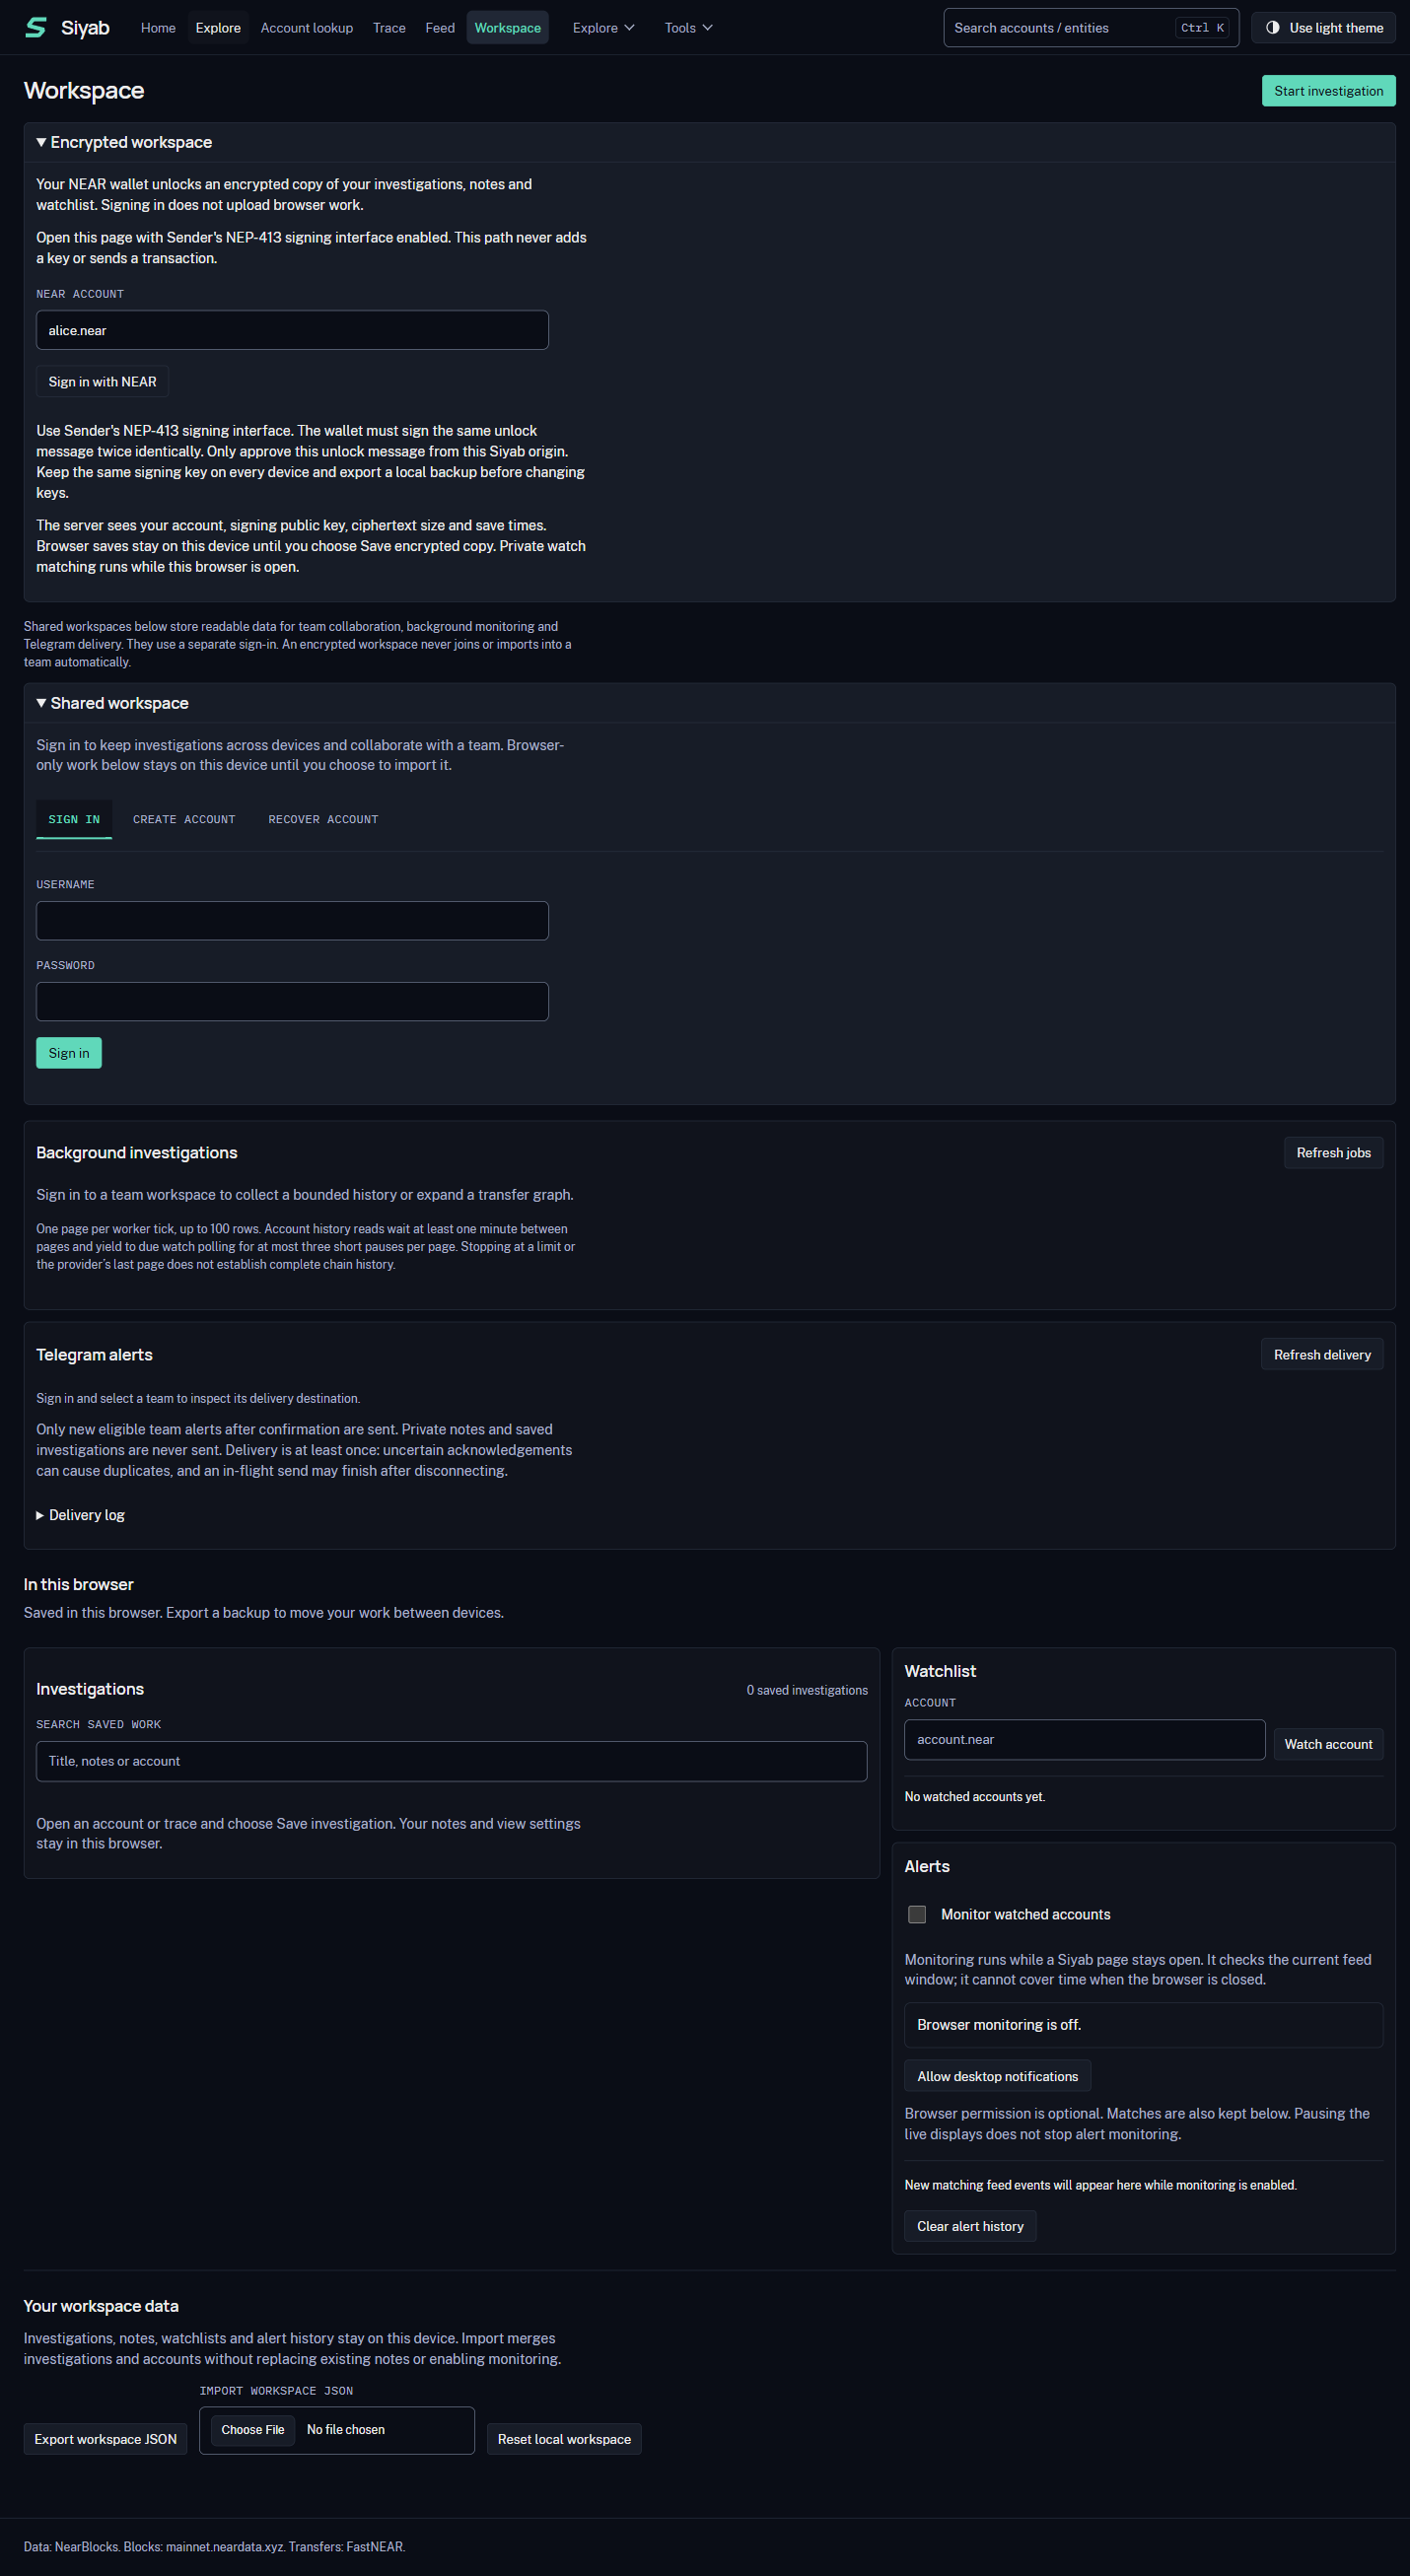 Siyab
Home
Explore
Account lookup
Trace
Feed
Workspace
Explore
Tools
Search accounts / entities
Ctrl K
Use light theme
Workspace
Start investigation
Encrypted workspace
Your NEAR wallet unlocks an encrypted copy of your investigations, notes and
watchlist. Signing in does not upload browser work.
Open this page with Sender's NEP-413 signing interface enabled. This path never adds
a key or sends a transaction.
NEAR ACCOUNT
alice.near
Sign in with NEAR
Use Sender's NEP-413 signing interface. The wallet must sign the same unlock
message twice identically. Only approve this unlock message from this Siyab origin.
Keep the same signing key on every device and export a local backup before changing
keys.
The server sees your account, signing public key, ciphertext size and save times.
Browser saves stay on this device until you choose Save encrypted copy. Private watch
matching runs while this browser is open.
Shared workspaces below store readable data for team collaboration, background monitoring and
Telegram delivery. They use a separate sign-in. An encrypted workspace never joins or imports into a
team automatically.
Shared workspace
Sign in to keep investigations across devices and collaborate with a team. Browser-
only work below stays on this device until you choose to import it.
SIGN IN
CREATE ACCOUNT
RECOVER ACCOUNT
USERNAME
PASSWORD
Sign in
Background investigations
Refresh jobs
Sign in to a team workspace to collect a bounded history or expand a transfer graph.
One page per worker tick, up to 100 rows. Account history reads wait at least one minute between
pages and yield to due watch polling for at most three short pauses per page. Stopping at a limit or
the provider's last page does not establish complete chain history.
Telegram alerts
Refresh delivery
Sign in and select a team to inspect its delivery destination.
Only new eligible team alerts after confirmation are sent. Private notes and saved
investigations are never sent. Delivery is at least once: uncertain acknowledgements
can cause duplicates, and an in-flight send may finish after disconnecting.
Delivery log
In this browser
Saved in this browser. Export a backup to move your work between devices.
Investigations
0 saved investigations
SEARCH SAVED WORK
Title, notes or account
Open an account or trace and choose Save investigation. Your notes and view settings
stay in this browser.
Watchlist
ACCOUNT
account.near
Watch account
No watched accounts yet.
Alerts
Monitor watched accounts
Monitoring runs while a Siyab page stays open. It checks the current feed
window; it cannot cover time when the browser is closed.
Browser monitoring is off.
Allow desktop notifications
Browser permission is optional. Matches are also kept below. Pausing the
live displays does not stop alert monitoring.
New matching feed events will appear here while monitoring is enabled.
Clear alert history
Your workspace data
Investigations, notes, watchlists and alert history stay on this device. Import merges
investigations and accounts without replacing existing notes or enabling monitoring.
IMPORT WORKSPACE JSON
Export workspace JSON
Choose File
No file chosen
Reset local workspace
Data: NearBlocks. Blocks: mainnet.neardata.xyz. Transfers: FastNEAR.